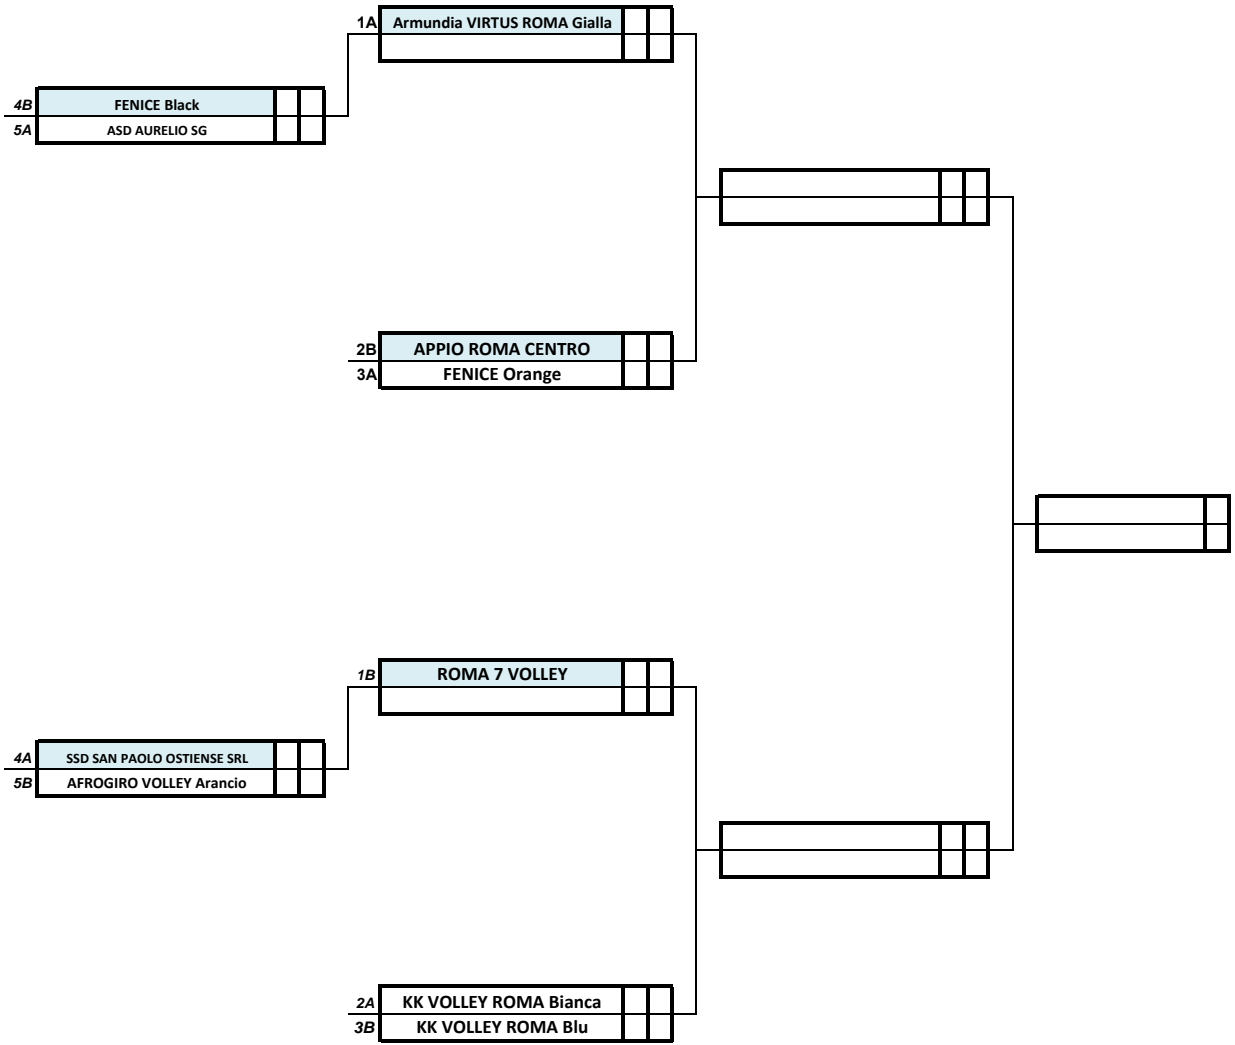 1A Armundia VIRTUS ROMA Gialla
4B FENICE Black
5A ASD AURELIO SG
2B APPIO ROMA CENTRO
3A FENICE Orange
1B ROMA 7 VOLLEY
4A SSD SAN PAOLO OSTIENSE SRL
5B AFROGIRO VOLLEY Arancio
2A KK VOLLEY ROMA Bianca
3B KK VOLLEY ROMA Blu